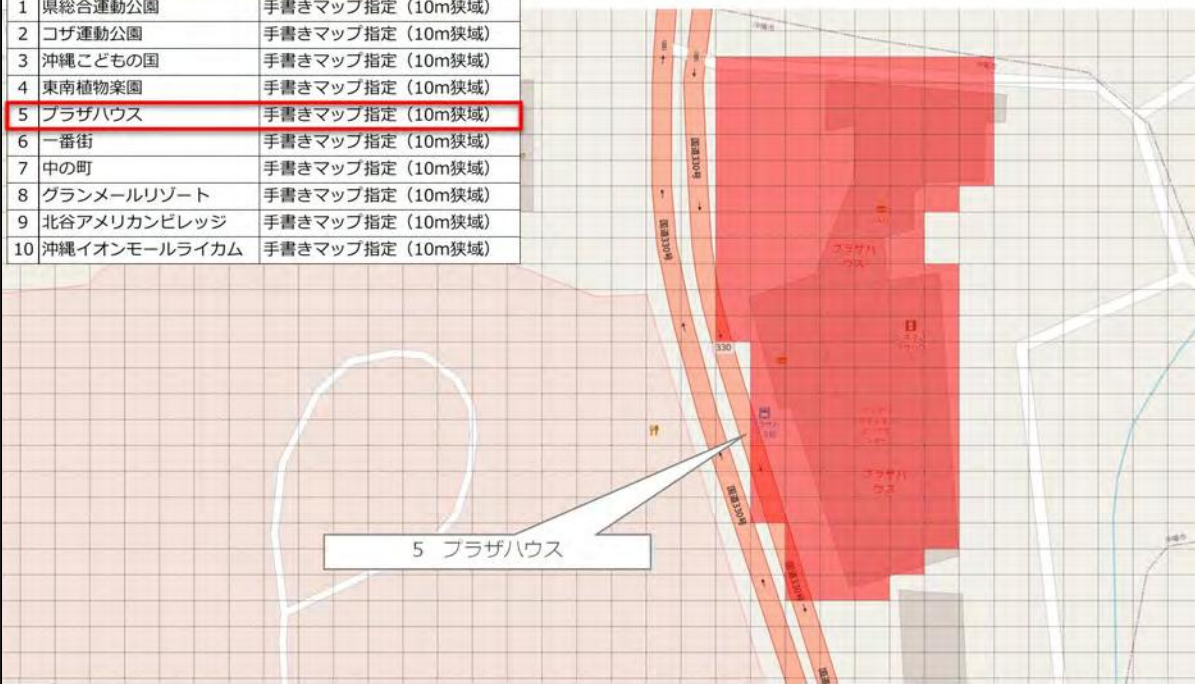 1 県総合運動公園 手書きマップ指定（10m狭域）
2 コザ運動公園 手書きマップ指定（10m狭域）
3 沖縄こどもの国 手書きマップ指定（10m狭域）
4 東南植物楽園 手書きマップ指定（10m狭域）
5 プラザハウス 手書きマップ指定（10m狭域）
6 一番街 手書きマップ指定（10m狭域）
7 中の町 手書きマップ指定（10m狭域）
8 グランメールリゾート 手書きマップ指定（10m狭域）
9 北谷アメリカンビレッジ 手書きマップ指定（10m狭域）
10 沖縄イオンモールライカム 手書きマップ指定（10m狭域）
国道330号
国道330号
プラザハ
ウス
330
プラザハ
ウス
国道330号
5 プラザハウス
国道330号